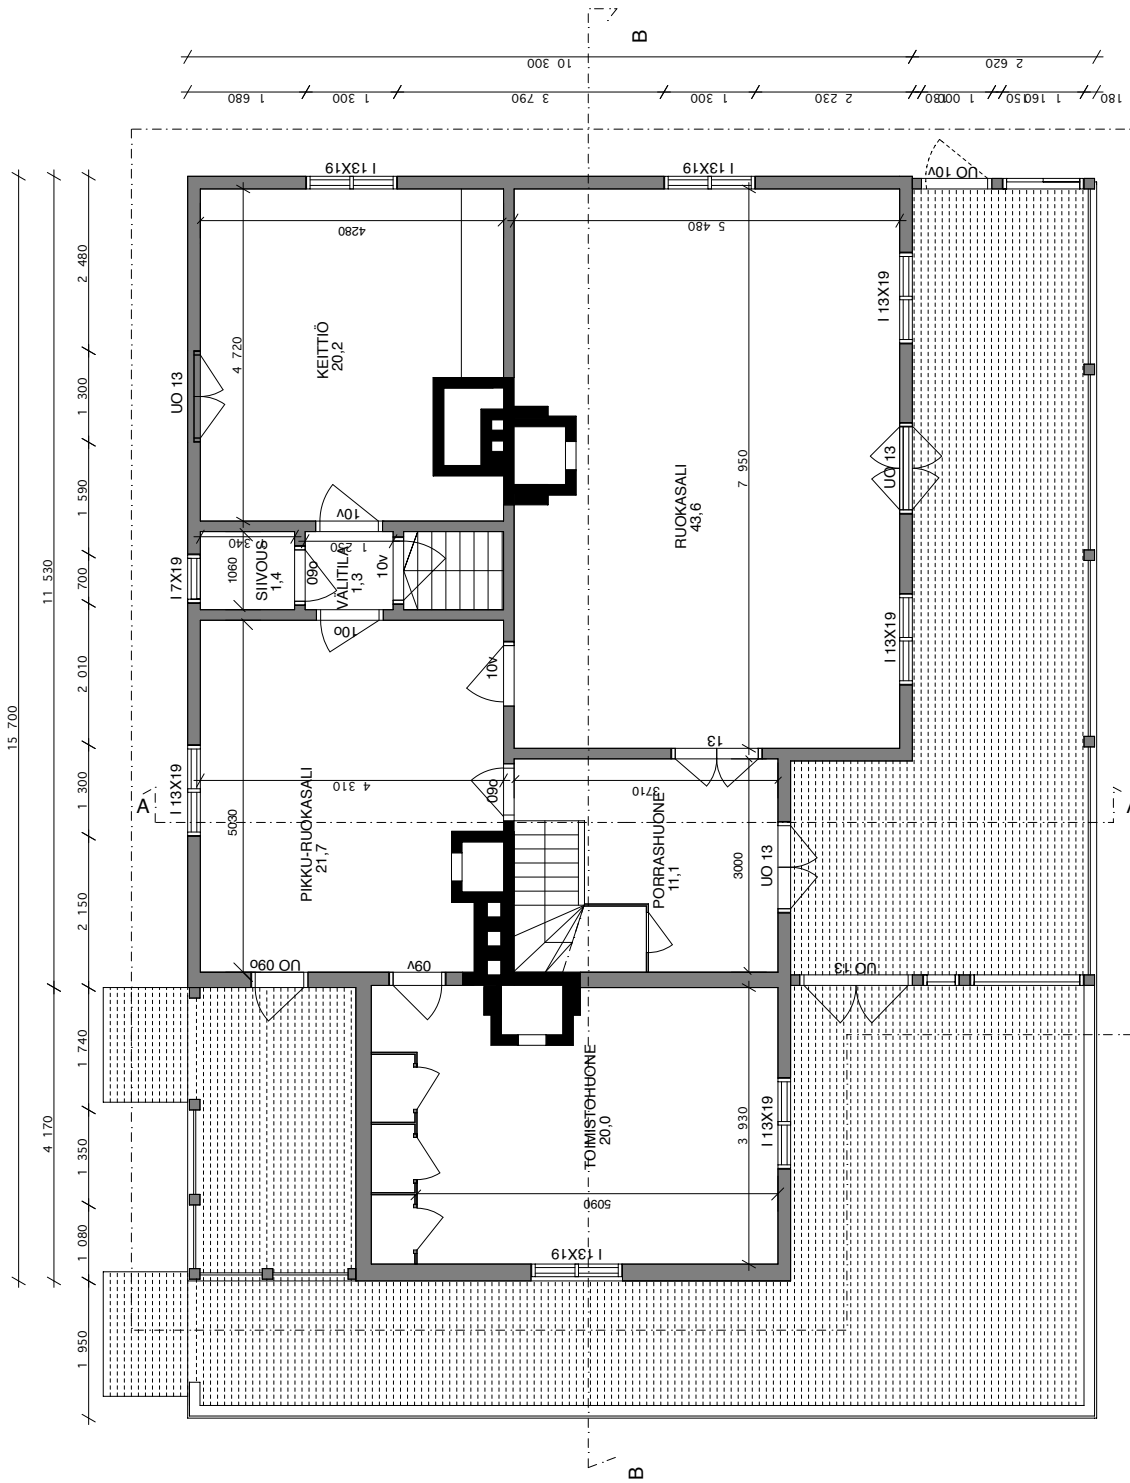 B
10 300
2 620
1 680
1 300
3 790
1 300
2 230
180
1 000
150
1 160
180
15 700
11 530
4 170
2 480
1 300
1 590
700
2 010
1 300
2 150
1 740
1 350
1 080
1 950
I 13X19
I 13X19
UO 10v
4280
5 480
I 13X19
KEITTIÖ
20,2
4 720
UO 13
RUOKASALI
43,6
7 950
UO 13
10v
340
1 250
I 7X19
1060
SIIVOUS
1,4
09o
VÄLITILA
1,3
10v
10o
I 13X19
10v
13
I 13X19
4 310
09o
3710
A
5030
PIKKU-RUOKASALI
21,7
PORRASHUONE
11,1
3000
UO 13
UO 09o
09v
UO 13
TOIMISTOHUONE
20,0
3 930
I 13X19
5090
I 13X19
B